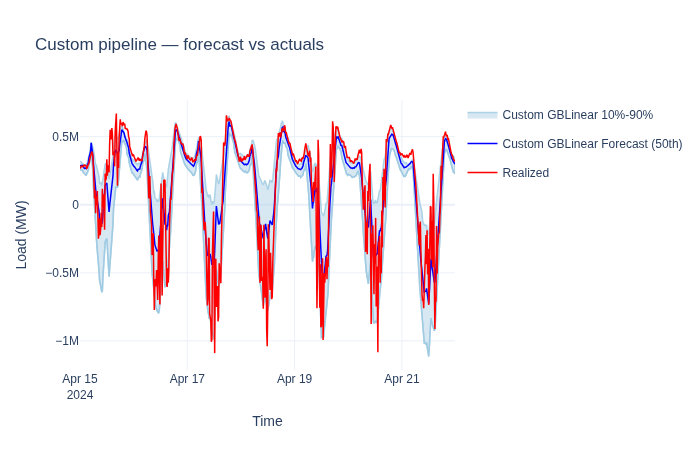 Custom pipeline — forecast vs actuals
Custom GBLinear 10%-90%
Custom GBLinear Forecast (50th)
Realized
0.5M
0
−0.5M
−1M
Load (MW)
Apr 15
2024
Apr 17
Apr 19
Apr 21
Time